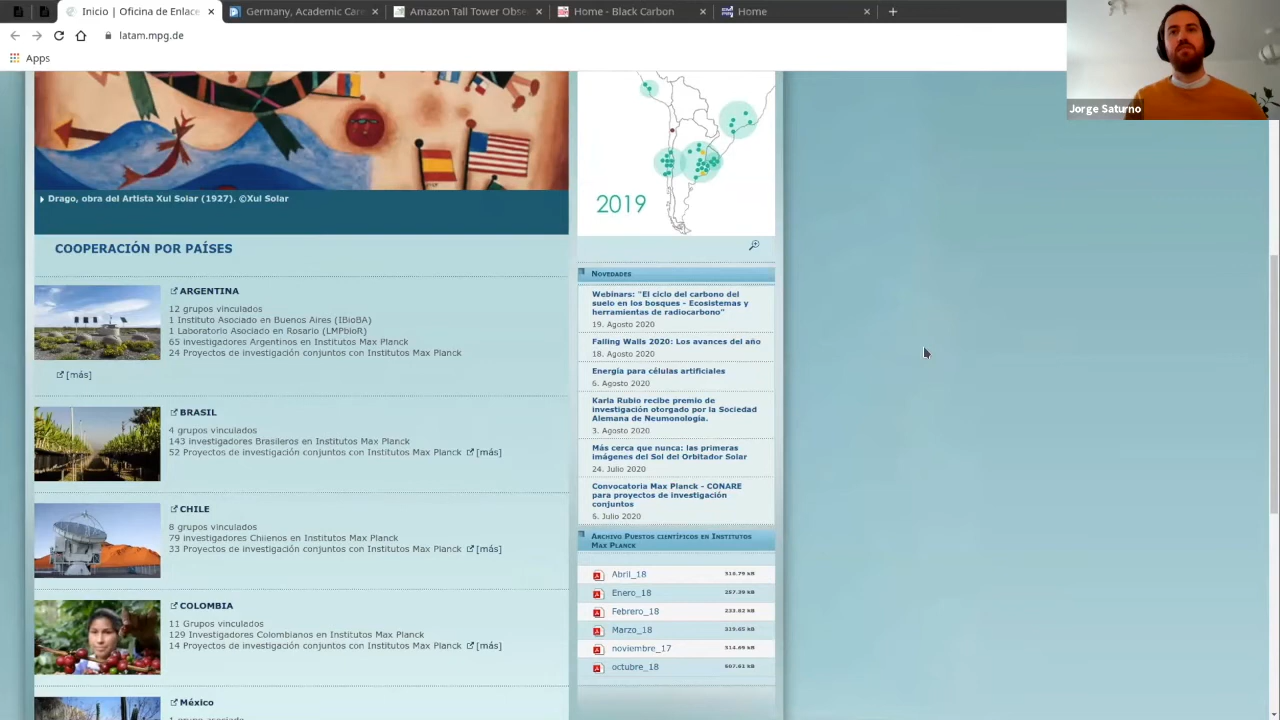 Inicio | Oficina de Enlace
Germany, Academic Car
Amazon Tall Tower Obse
Home - Black Carbon
Home
latam.mpg.de
Apps
Jorge Saturno
Drago, obra del Artista Xul Solar (1927). ©Xul Solar
COOPERACIÓN POR PAÍSES
ARGENTINA
12 grupos vinculados
1 Instituto Asociado en Buenos Aires (IBioBA)
1 Laboratorio Asociado en Rosario (LMPbioR)
65 investigadores Argentinos en Institutos Max Planck
24 Proyectos de investigación conjuntos con Institutos Max Planck
[más]
BRASIL
4 grupos vinculados
143 investigadores Brasileros en Institutos Max Planck
52 Proyectos de investigación conjuntos con Institutos Max Planck [más]
CHILE
8 grupos vinculados
79 investigadores Chilenos en Institutos Max Planck
33 Proyectos de investigación conjuntos con Institutos Max Planck [más]
COLOMBIA
11 Grupos vinculados
129 Investigadores Colombianos en Institutos Max Planck
14 Proyectos de investigación conjuntos con Institutos Max Planck [más]
México
1 grupo asociado
2019
Novedades
Webinars: "El ciclo del carbono del
suelo en los bosques - Ecosistemas y
herramientas de radiocarbono"
19. Agosto 2020
Falling Walls 2020: Los avances del año
18. Agosto 2020
Energía para células artificiales
6. Agosto 2020
Karla Rubio recibe premio de
investigación otorgado por la Sociedad
Alemana de Neumonología.
3. Agosto 2020
Más cerca que nunca: las primeras
imágenes del Sol del Orbitador Solar
24. Julio 2020
Convocatoria Max Planck - CONARE
para proyectos de investigación
conjuntos
6. Julio 2020
Archivo Puestos científicos en Institutos
Max Planck
Abril_18
Enero_18 257.39 kB
Febrero_18
Marzo_18
noviembre_17
octubre_18